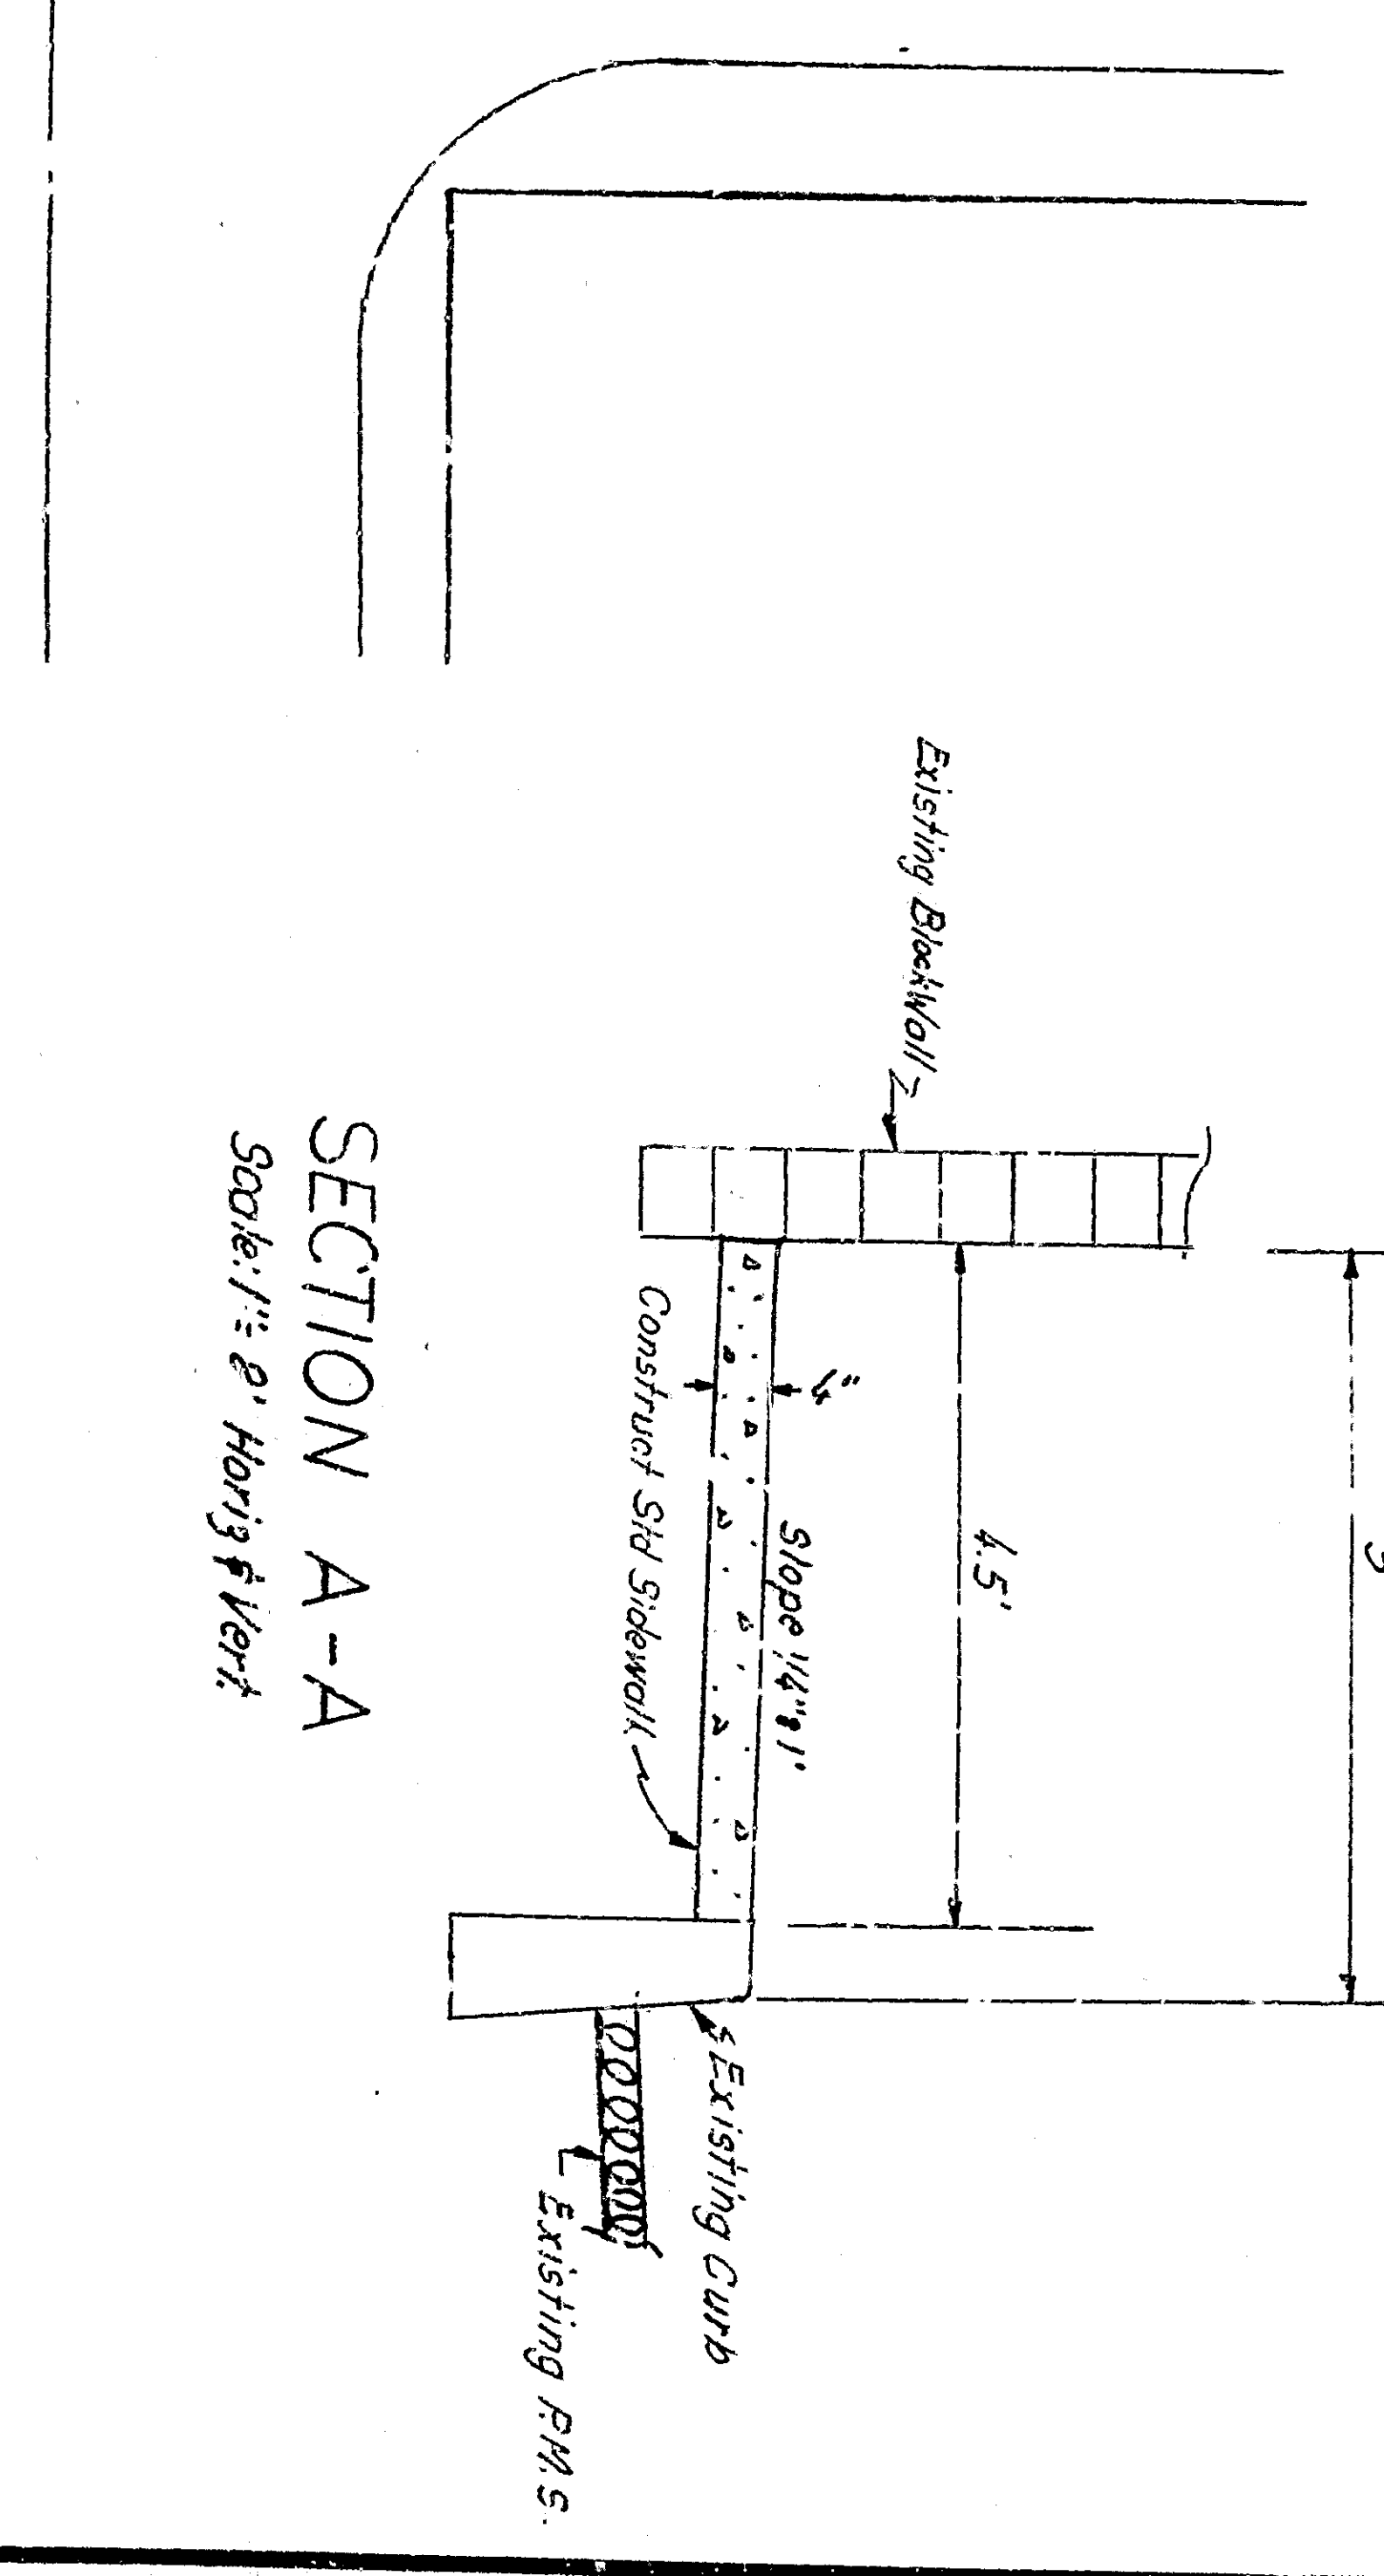 4.5'
Existing BlockWall
Slope 1/4":1'
4"
Existing Curb
Construct Std Sidewalk
Existing P.M.S.
SECTION A-A
Scale: 1"= 2' Horiz & Vert.